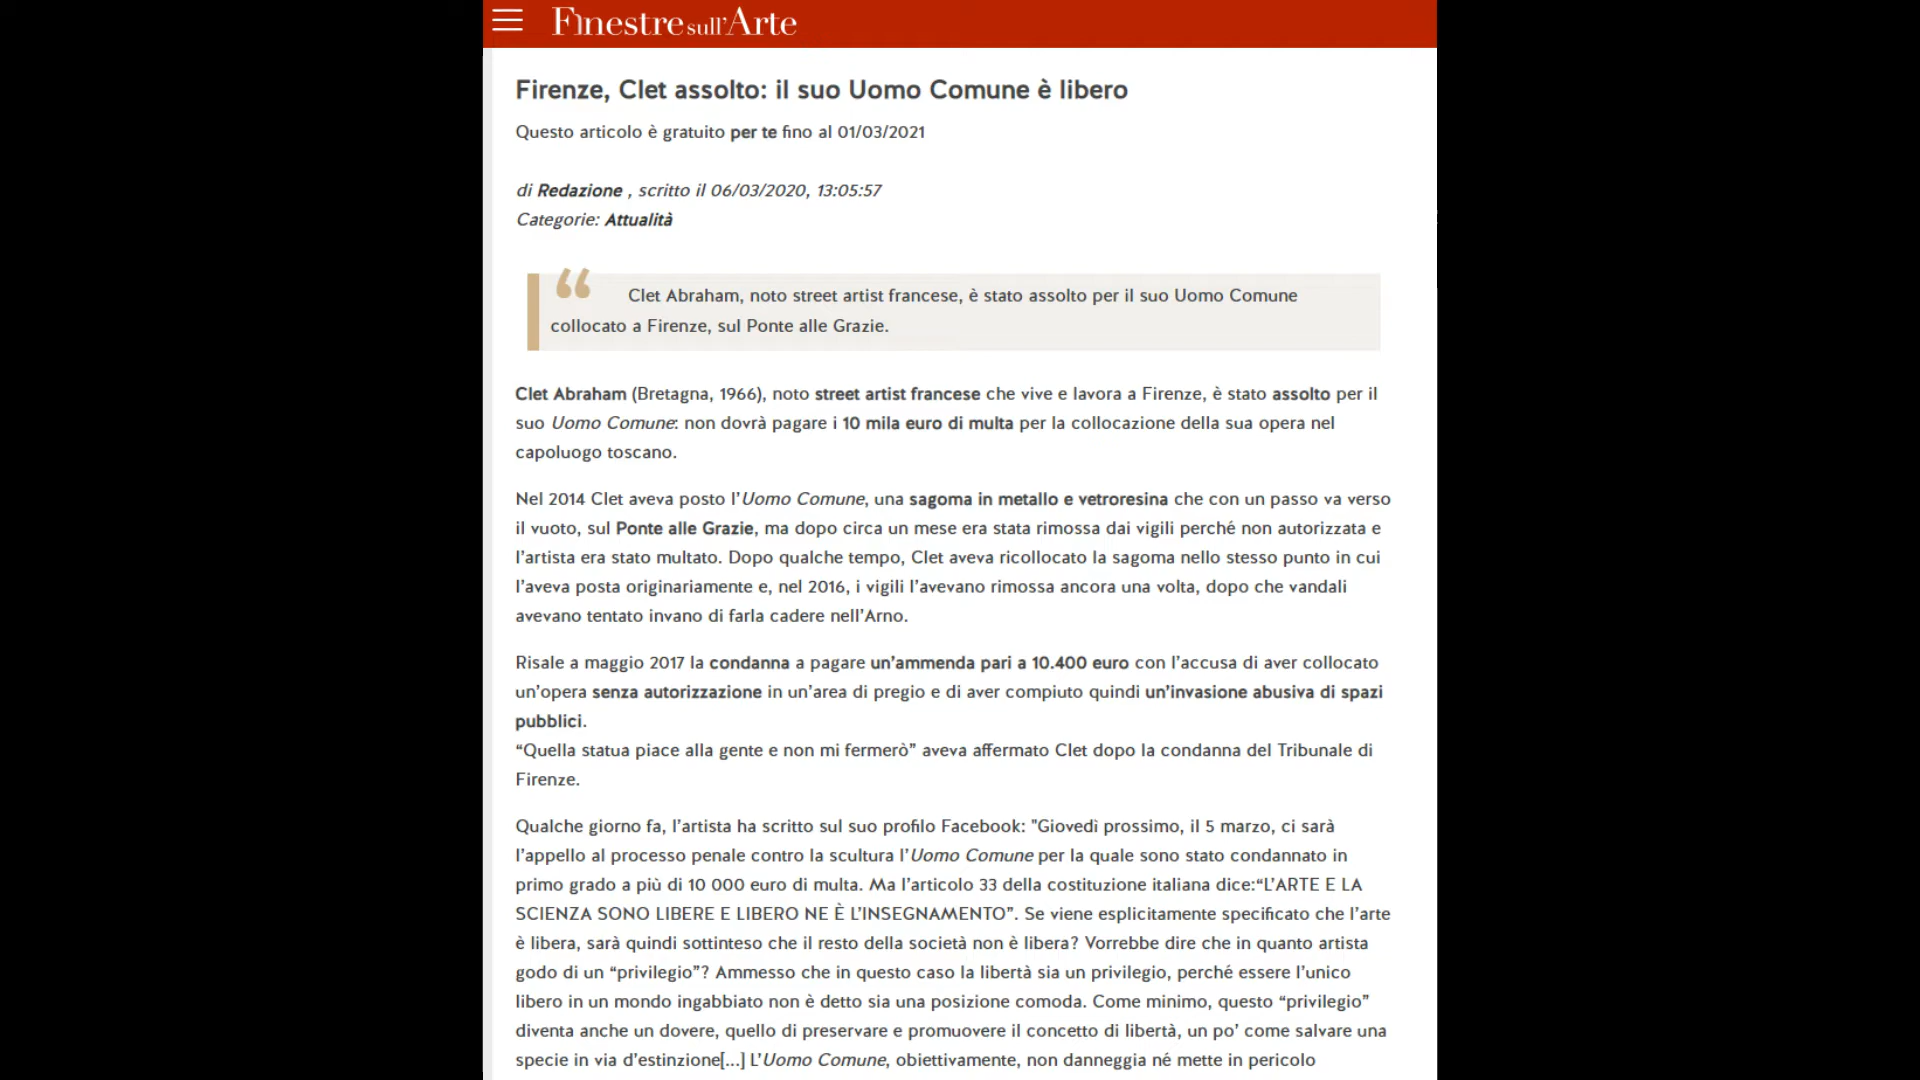 Finestre sull'Arte
Firenze, Clet assolto: il suo Uomo Comune è libero
Questo articolo è gratuito per te fino al 01/03/2021
di Redazione , scritto il 06/03/2020, 13:05:57
Categorie: Attualità
“ Clet Abraham, noto street artist francese, è stato assolto per il suo Uomo Comune
collocato a Firenze, sul Ponte alle Grazie.
Clet Abraham (Bretagna, 1966), noto street artist francese che vive e lavora a Firenze, è stato assolto per il
suo Uomo Comune: non dovrà pagare i 10 mila euro di multa per la collocazione della sua opera nel
capoluogo toscano.
Nel 2014 Clet aveva posto l’Uomo Comune, una sagoma in metallo e vetroresina che con un passo va verso
il vuoto, sul Ponte alle Grazie, ma dopo circa un mese era stata rimossa dai vigili perché non autorizzata e
l’artista era stato multato. Dopo qualche tempo, Clet aveva ricollocato la sagoma nello stesso punto in cui
l’aveva posta originariamente e, nel 2016, i vigili l’avevano rimossa ancora una volta, dopo che vandali
avevano tentato invano di farla cadere nell’Arno.
Risale a maggio 2017 la condanna a pagare un’ammenda pari a 10.400 euro con l’accusa di aver collocato
un’opera senza autorizzazione in un’area di pregio e di aver compiuto quindi un’invasione abusiva di spazi
pubblici.
“Quella statua piace alla gente e non mi fermerò” aveva affermato Clet dopo la condanna del Tribunale di
Firenze.
Qualche giorno fa, l’artista ha scritto sul suo profilo Facebook: "Giovedì prossimo, il 5 marzo, ci sarà
l’appello al processo penale contro la scultura l’Uomo Comune per la quale sono stato condannato in
primo grado a più di 10 000 euro di multa. Ma l’articolo 33 della costituzione italiana dice:“L’ARTE E LA
SCIENZA SONO LIBERE E LIBERO NE È L’INSEGNAMENTO”. Se viene esplicitamente specificato che l’arte
è libera, sarà quindi sottinteso che il resto della società non è libera? Vorrebbe dire che in quanto artista
godo di un “privilegio”? Ammesso che in questo caso la libertà sia un privilegio, perché essere l’unico
libero in un mondo ingabbiato non è detto sia una posizione comoda. Come minimo, questo “privilegio”
diventa anche un dovere, quello di preservare e promuovere il concetto di libertà, un po’ come salvare una
specie in via d’estinzione[...] L’Uomo Comune, obiettivamente, non danneggia né mette in pericolo